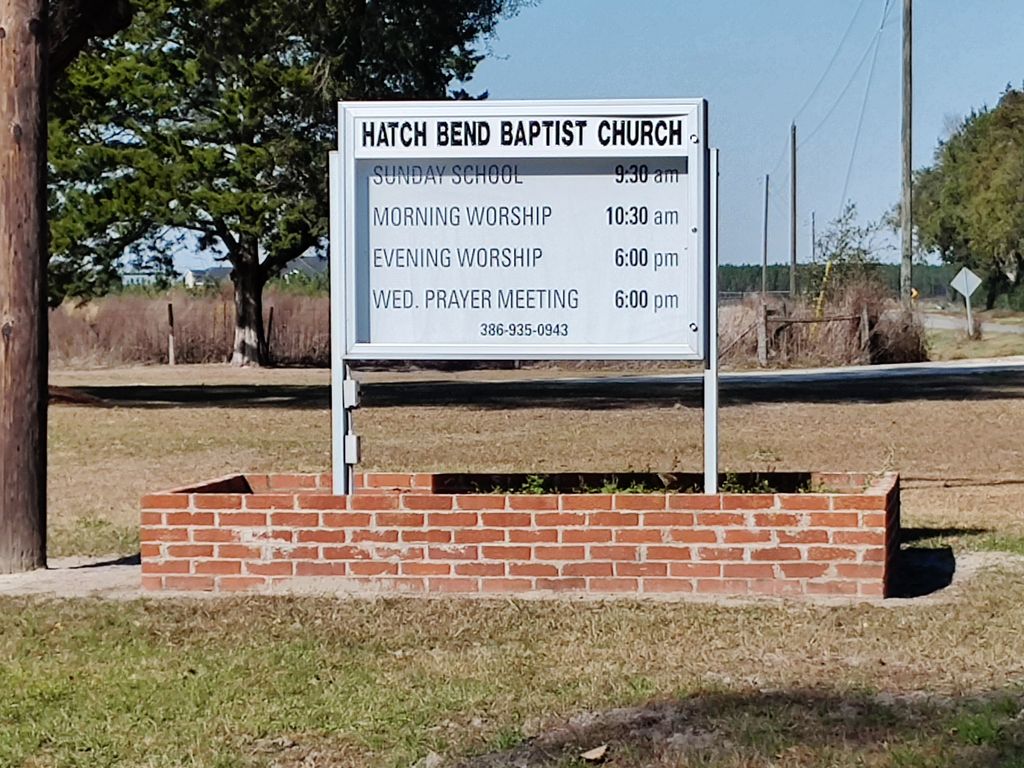 HATCH BEND BAPTIST CHURCH
SUNDAY SCHOOL 9:30 am
MORNING WORSHIP 10:30 am
EVENING WORSHIP 6:00 pm
WED. PRAYER MEETING 6:00 pm
386-935-0943